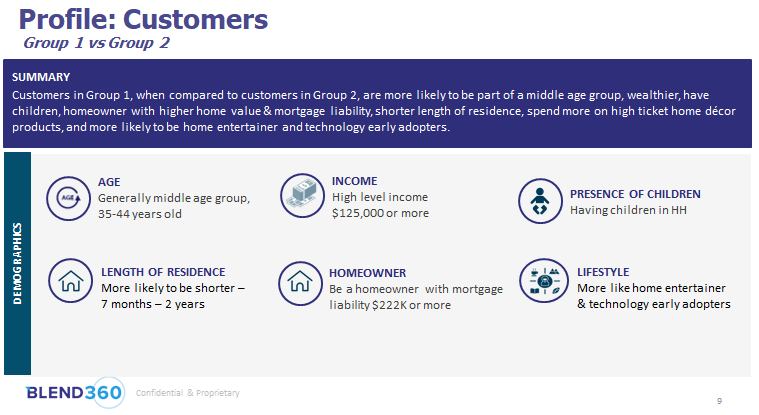 Profile: Customers
Group 1 vs Group 2
SUMMARY
Customers in Group 1, when compared to customers in Group 2, are more likely to be part of a middle age group, wealthier, have
children, homeowner with higher home value & mortgage liability, shorter length of residence, spend more on high ticket home décor
products, and more likely to be home entertainer and technology early adopters.
DEMOGRAPHICS
AGE
AGE
Generally middle age group,
35-44 years old
INCOME
High level income
$125,000 or more
PRESENCE OF CHILDREN
Having children in HH
LENGTH OF RESIDENCE
More likely to be shorter –
7 months – 2 years
HOMEOWNER
Be a homeowner with mortgage
liability $222K or more
LIFESTYLE
More like home entertainer
& technology early adopters
BLEND360
Confidential & Proprietary
9